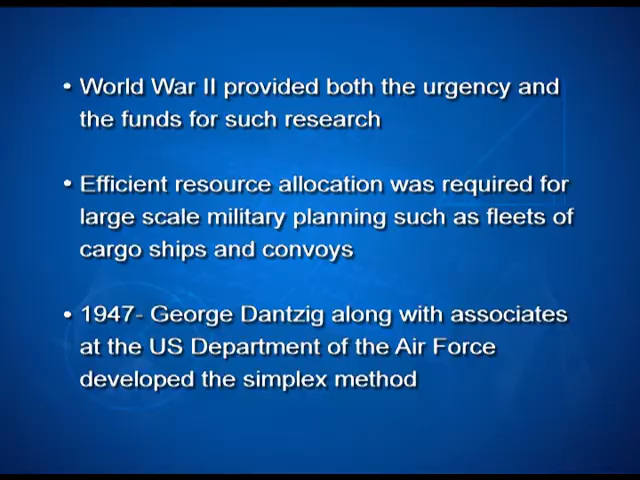 • World War II provided both the urgency and
the funds for such research
• Efficient resource allocation was required for
large scale military planning such as fleets of
cargo ships and convoys
• 1947- George Dantzig along with associates
at the US Department of the Air Force
developed the simplex method